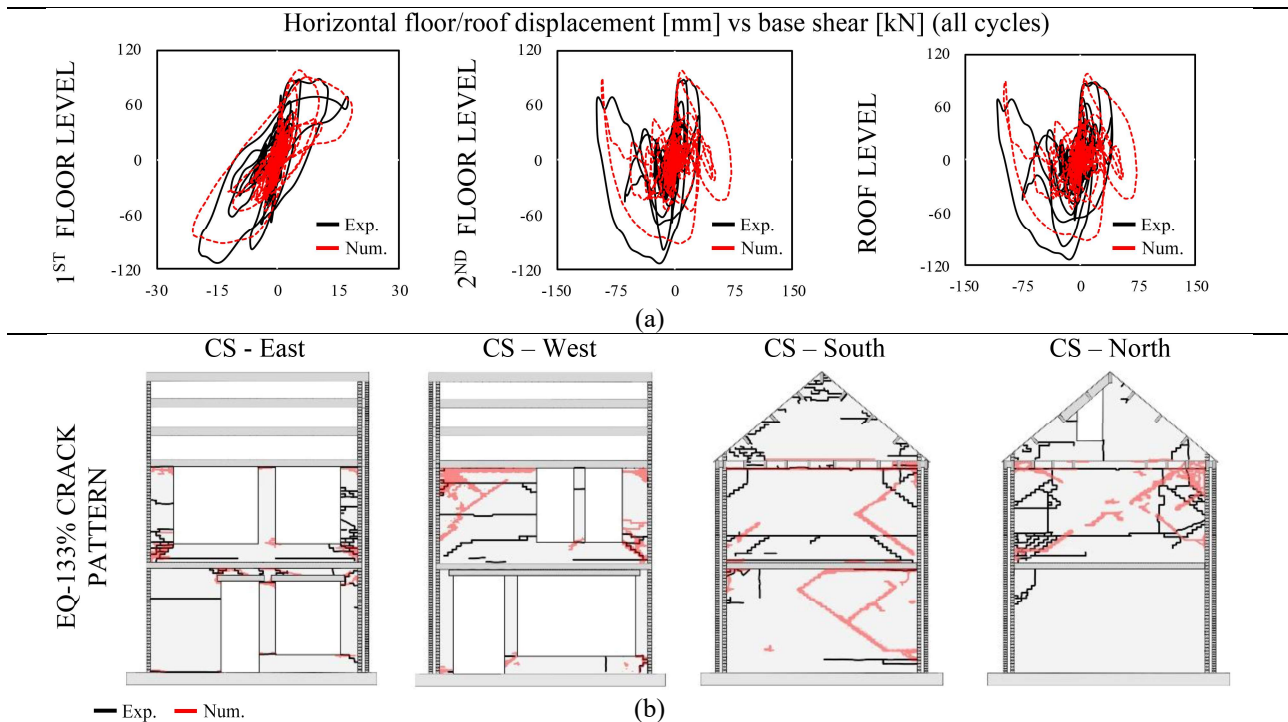 Horizontal floor/roof displacement [mm] vs base shear [kN] (all cycles)
1ST FLOOR LEVEL
120
60
0
-60
-120
-30
-15
0
15
30
Exp.
Num.
2ND FLOOR LEVEL
120
60
0
-60
-120
-150
-75
0
75
150
Exp.
Num.
ROOF LEVEL
120
60
0
-60
-120
-150
-75
0
75
150
Exp.
Num.
(a)
CS - East
CS – West
CS – South
CS – North
EQ-133% CRACK
PATTERN
Exp.
Num.
(b)